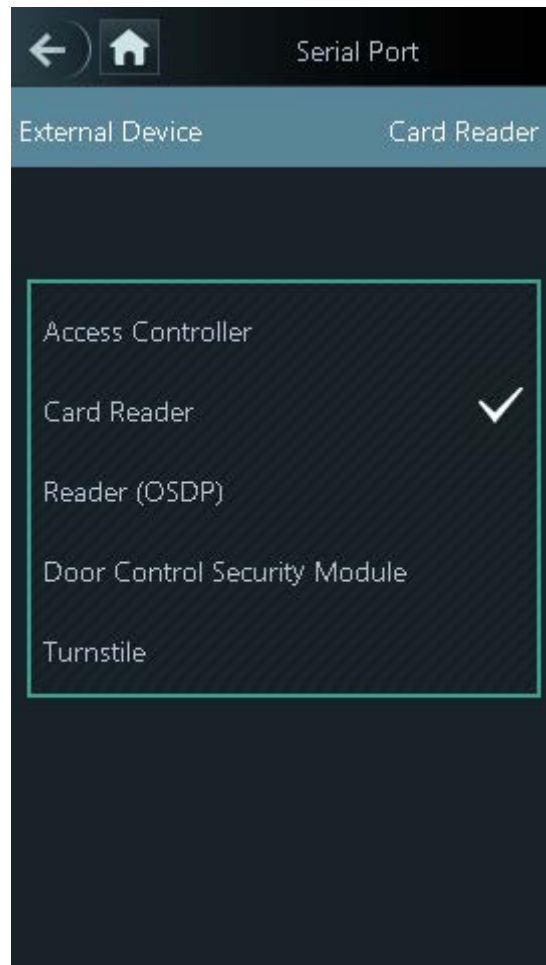 Serial Port
External Device Card Reader
Access Controller
Card Reader
Reader (OSDP)
Door Control Security Module
Turnstile